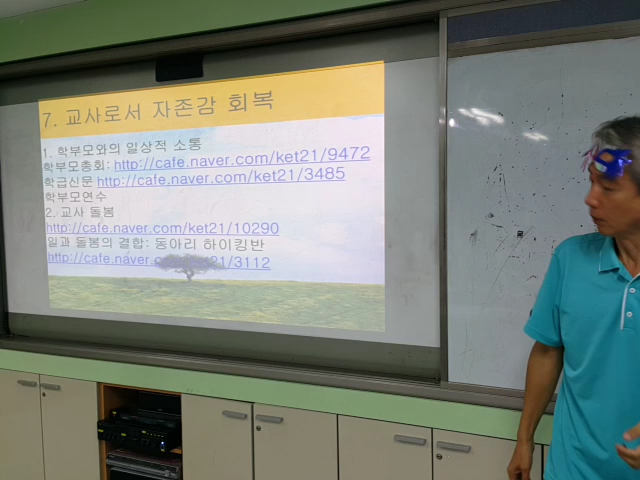 7. 교사로서 자존감 회복
1. 학부모와의 일상적 소통
학부모총회: http://cafe.naver.com/ket21/9472
학급신문 http://cafe.naver.com/ket21/3485
학부모연수
2. 교사 돌봄
http://cafe.naver.com/ket21/10290
일과 돌봄의 결합: 동아리 하이킹반
http://cafe.naver.com/ket21/3112